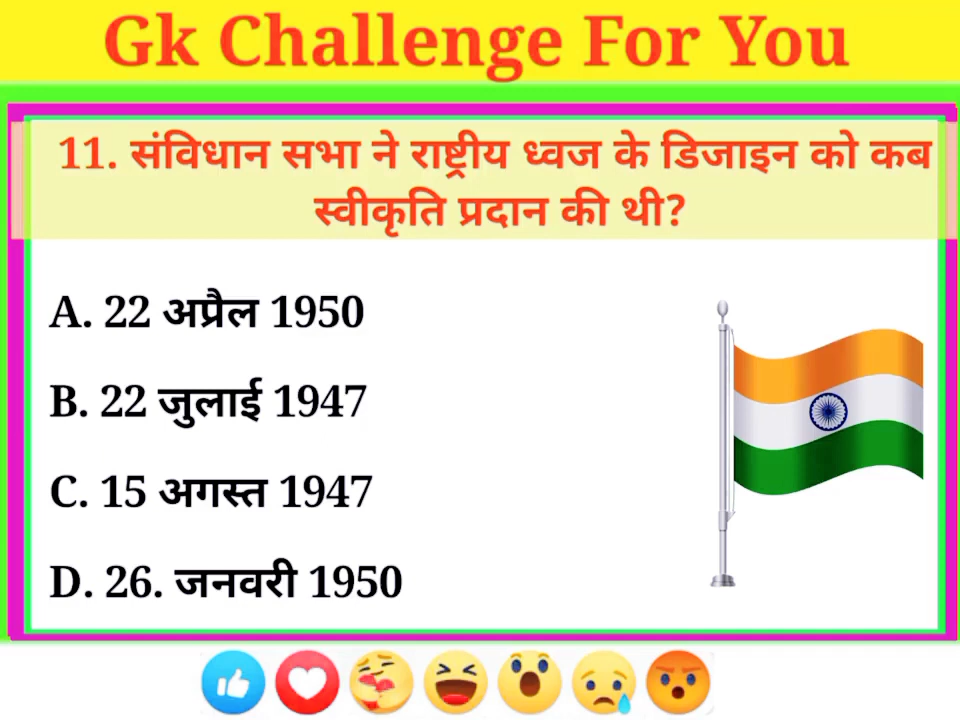 Gk Challenge For You
11. संविधान सभा ने राष्ट्रीय ध्वज के डिजाइन को कब
स्वीकृति प्रदान की थी?
A. 22 अप्रैल 1950
B. 22 जुलाई 1947
C. 15 अगस्त 1947
D. 26. जनवरी 1950